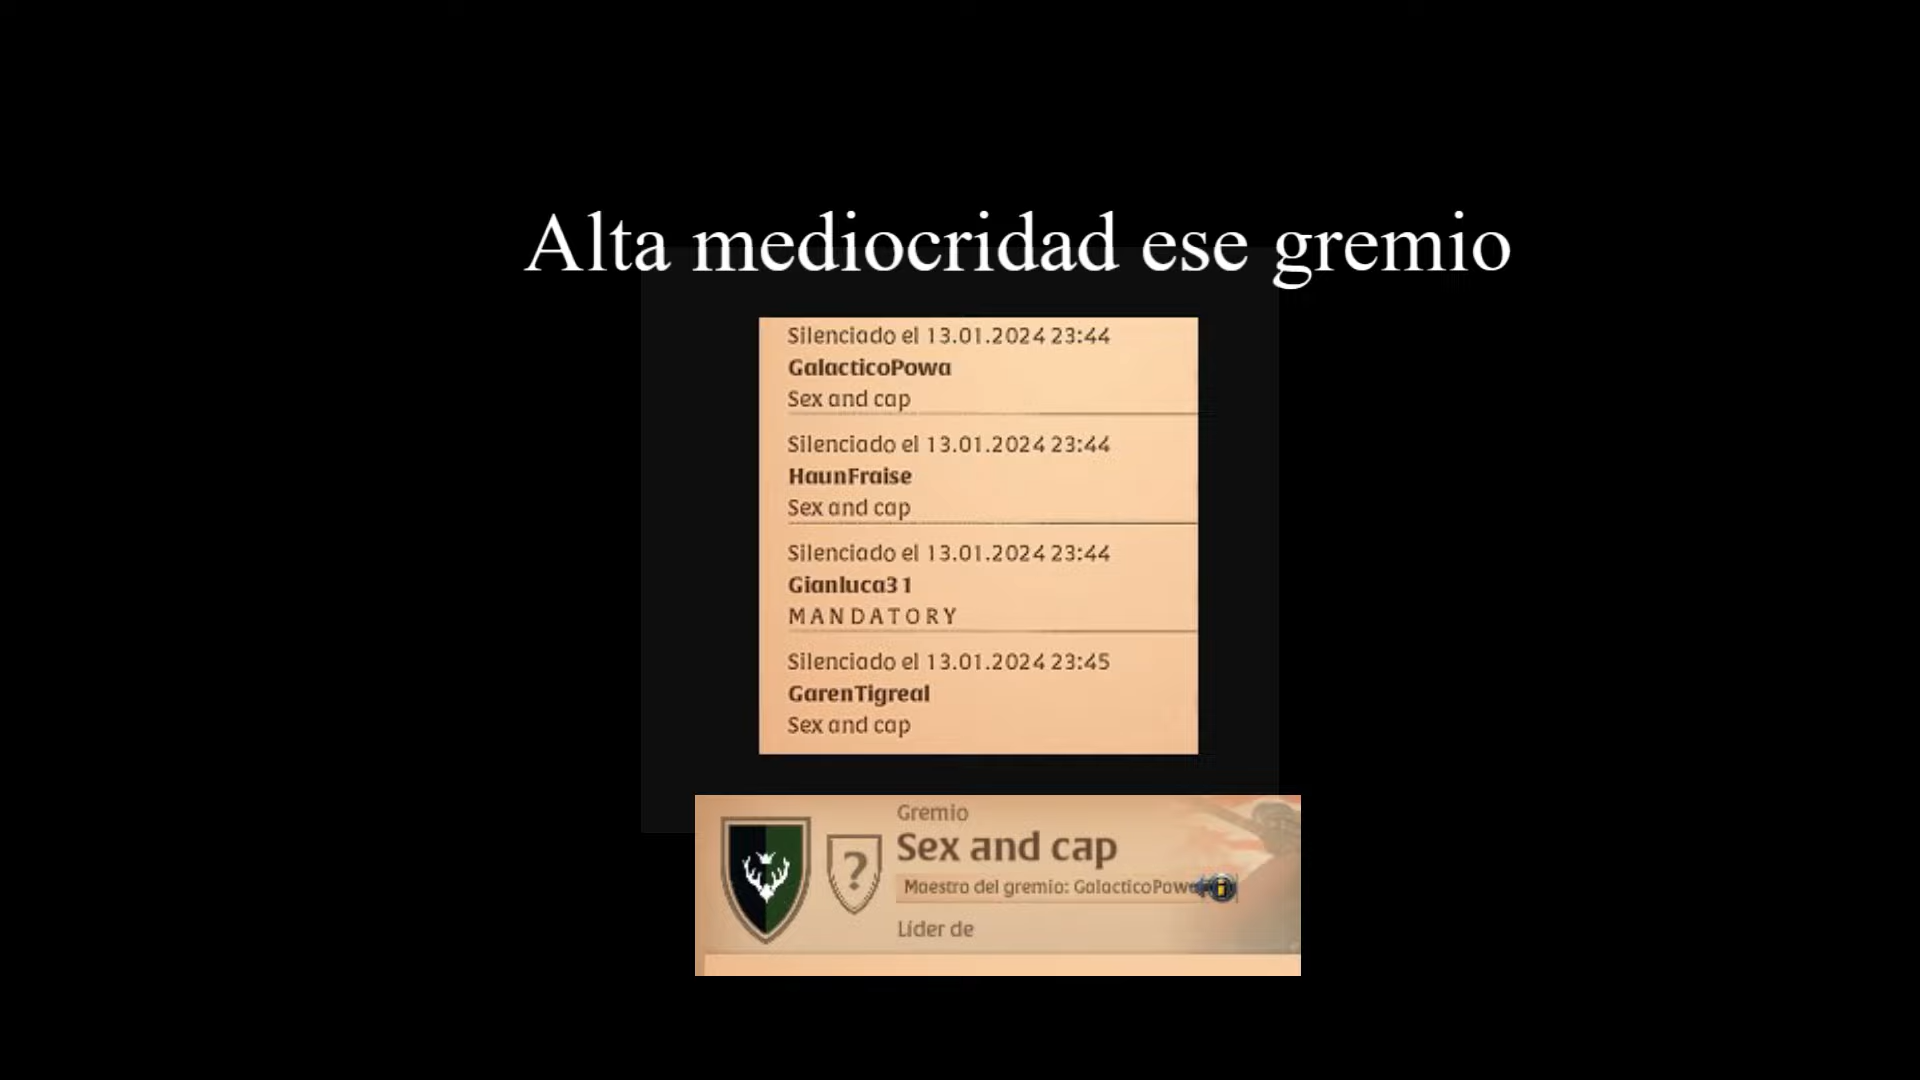 Alta mediocridad ese gremio
Silenciado el 13.01.2024 23:44
GalacticoPowa
Sex and cap
Silenciado el 13.01.2024 23:44
HaunFraise
Sex and cap
Silenciado el 13.01.2024 23:44
Gianluca31
MANDATORY
Silenciado el 13.01.2024 23:45
GarenTigreal
Sex and cap
Gremio
Sex and cap
?
Maestro del gremio: GalacticoPowa
Líder de